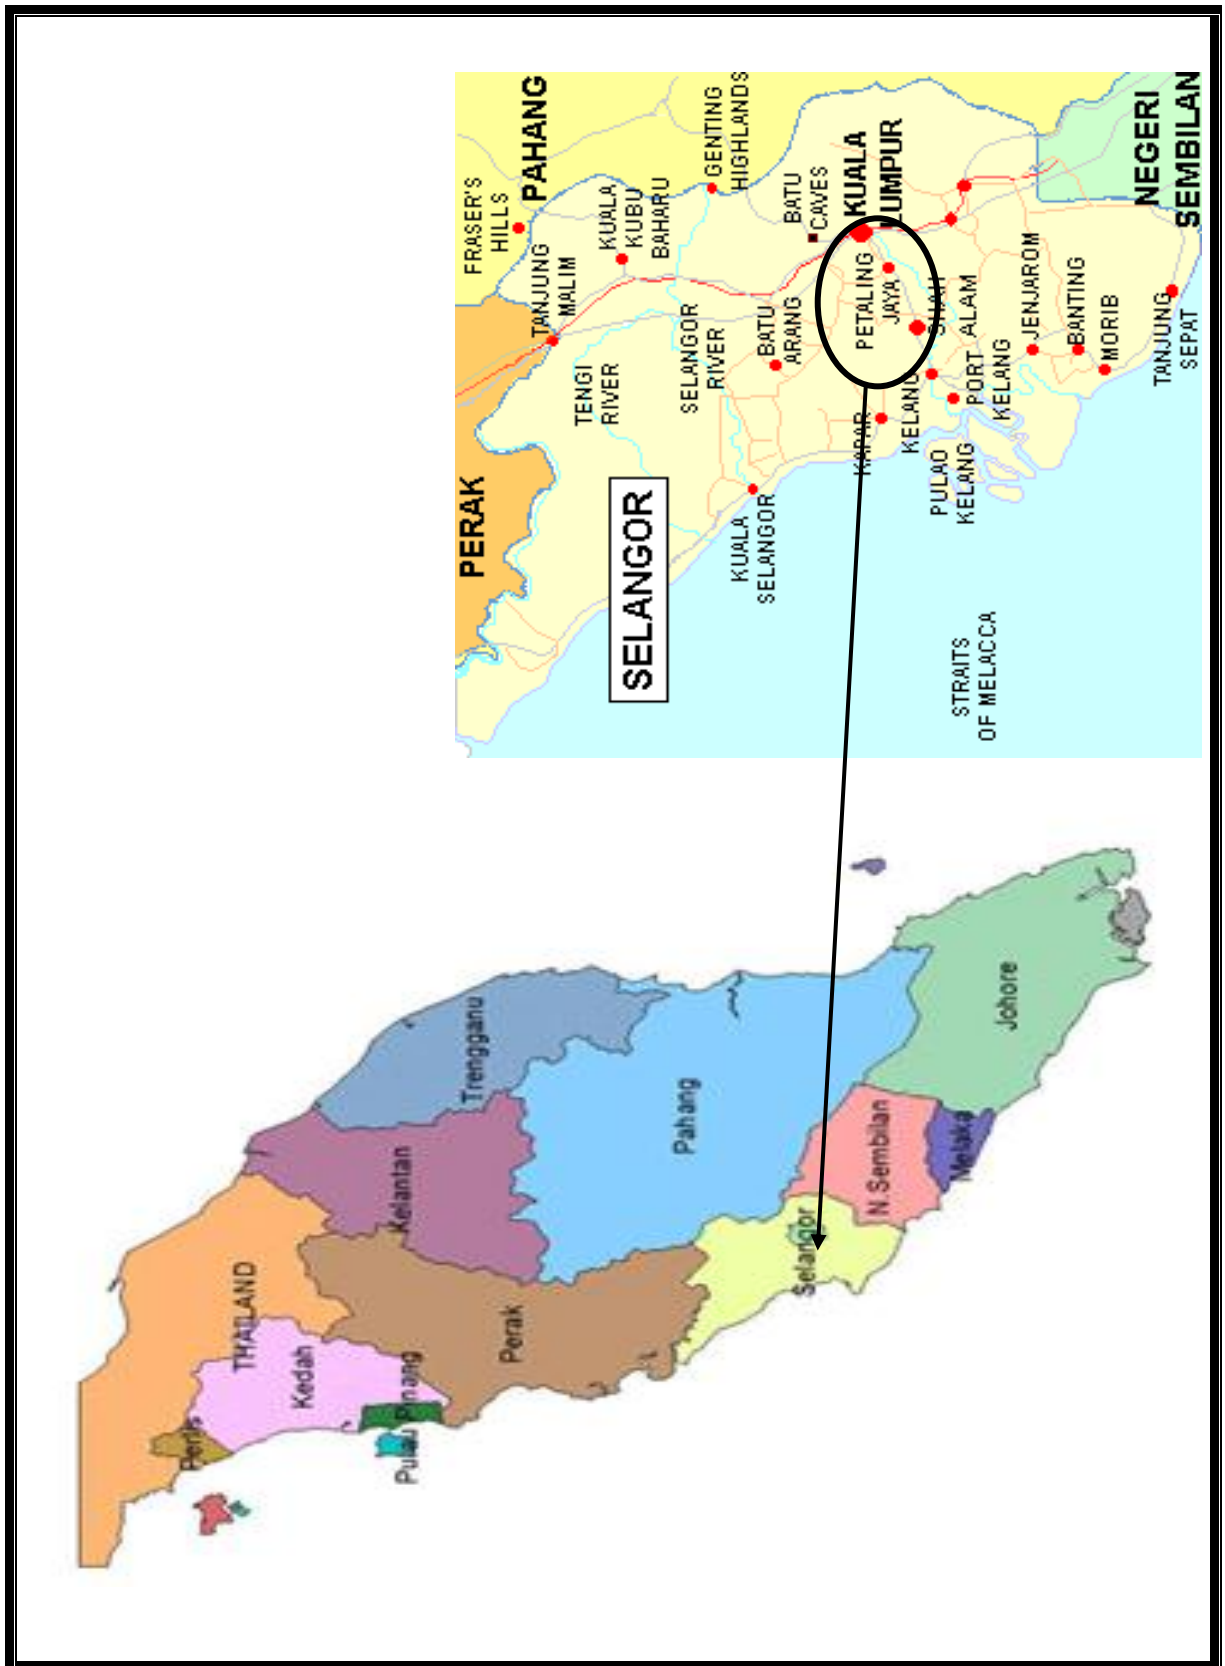 FRASER'S
HILLS
PAHANG
GENTING
HIGHLANDS
TANJUNG
MALIM
KUALA
KUBU
BAHARU
BATU
CAVES
KUALA
LUMPUR
NEGERI
SEMBILAN
PERAK
TENGI
RIVER
SELANGOR
RIVER
BATU
ARANG
PETALING
JAYA
SHAH
ALAM
JENJAROM
BANTING
MORIB
TANJUNG
SEPAT
SELANGOR
KUALA
SELANGOR
KAPAR
KELANG
PORT
KELANG
PULAO
KELANG
STRAITS
OF MELACCA
THAILAND
Perlis
Kedah
Pulau Pinang
Kelantan
Trengganu
Perak
Pahang
Selangor
N.Sembilan
Melaka
Johore